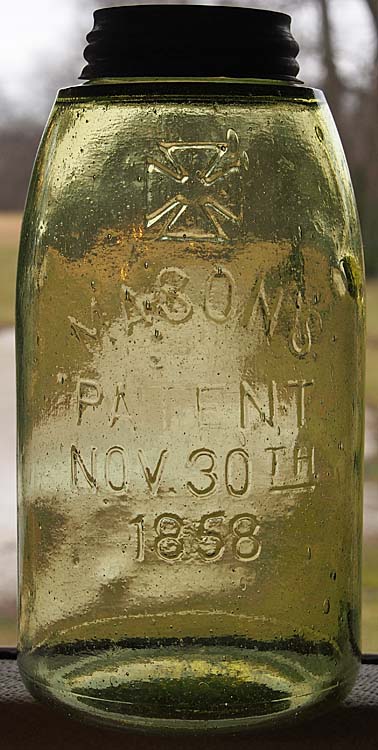 MASON'S
PATENT
NOV. 30TH
1858